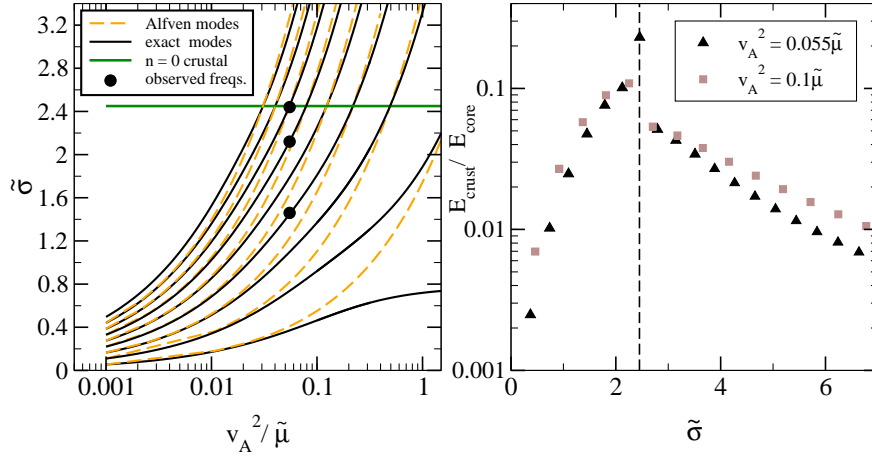 3.2
2.8
2.4
2
1.6
1.2
0.8
0.4
0
σ̃
Alfven modes
exact modes
n = 0 crustal
observed freqs.
0.001
0.01
0.1
1
v_A^2/ μ̃
0.1
0.01
0.001
E_crust/ E_core
v_A^2 = 0.055μ̃
v_A^2 = 0.1μ̃
0
2
4
6
σ̃